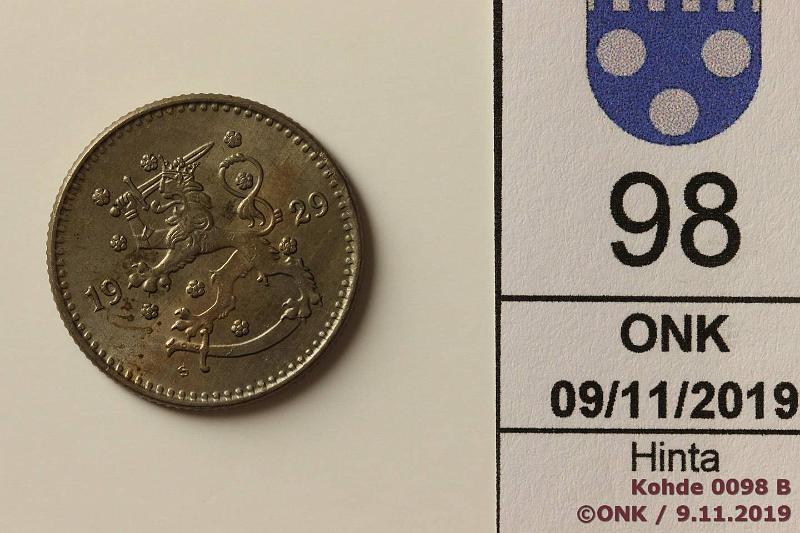 19 29
S
98
ONK
09/11/2019
Hinta
Kohde 0098 B
©ONK / 9.11.2019